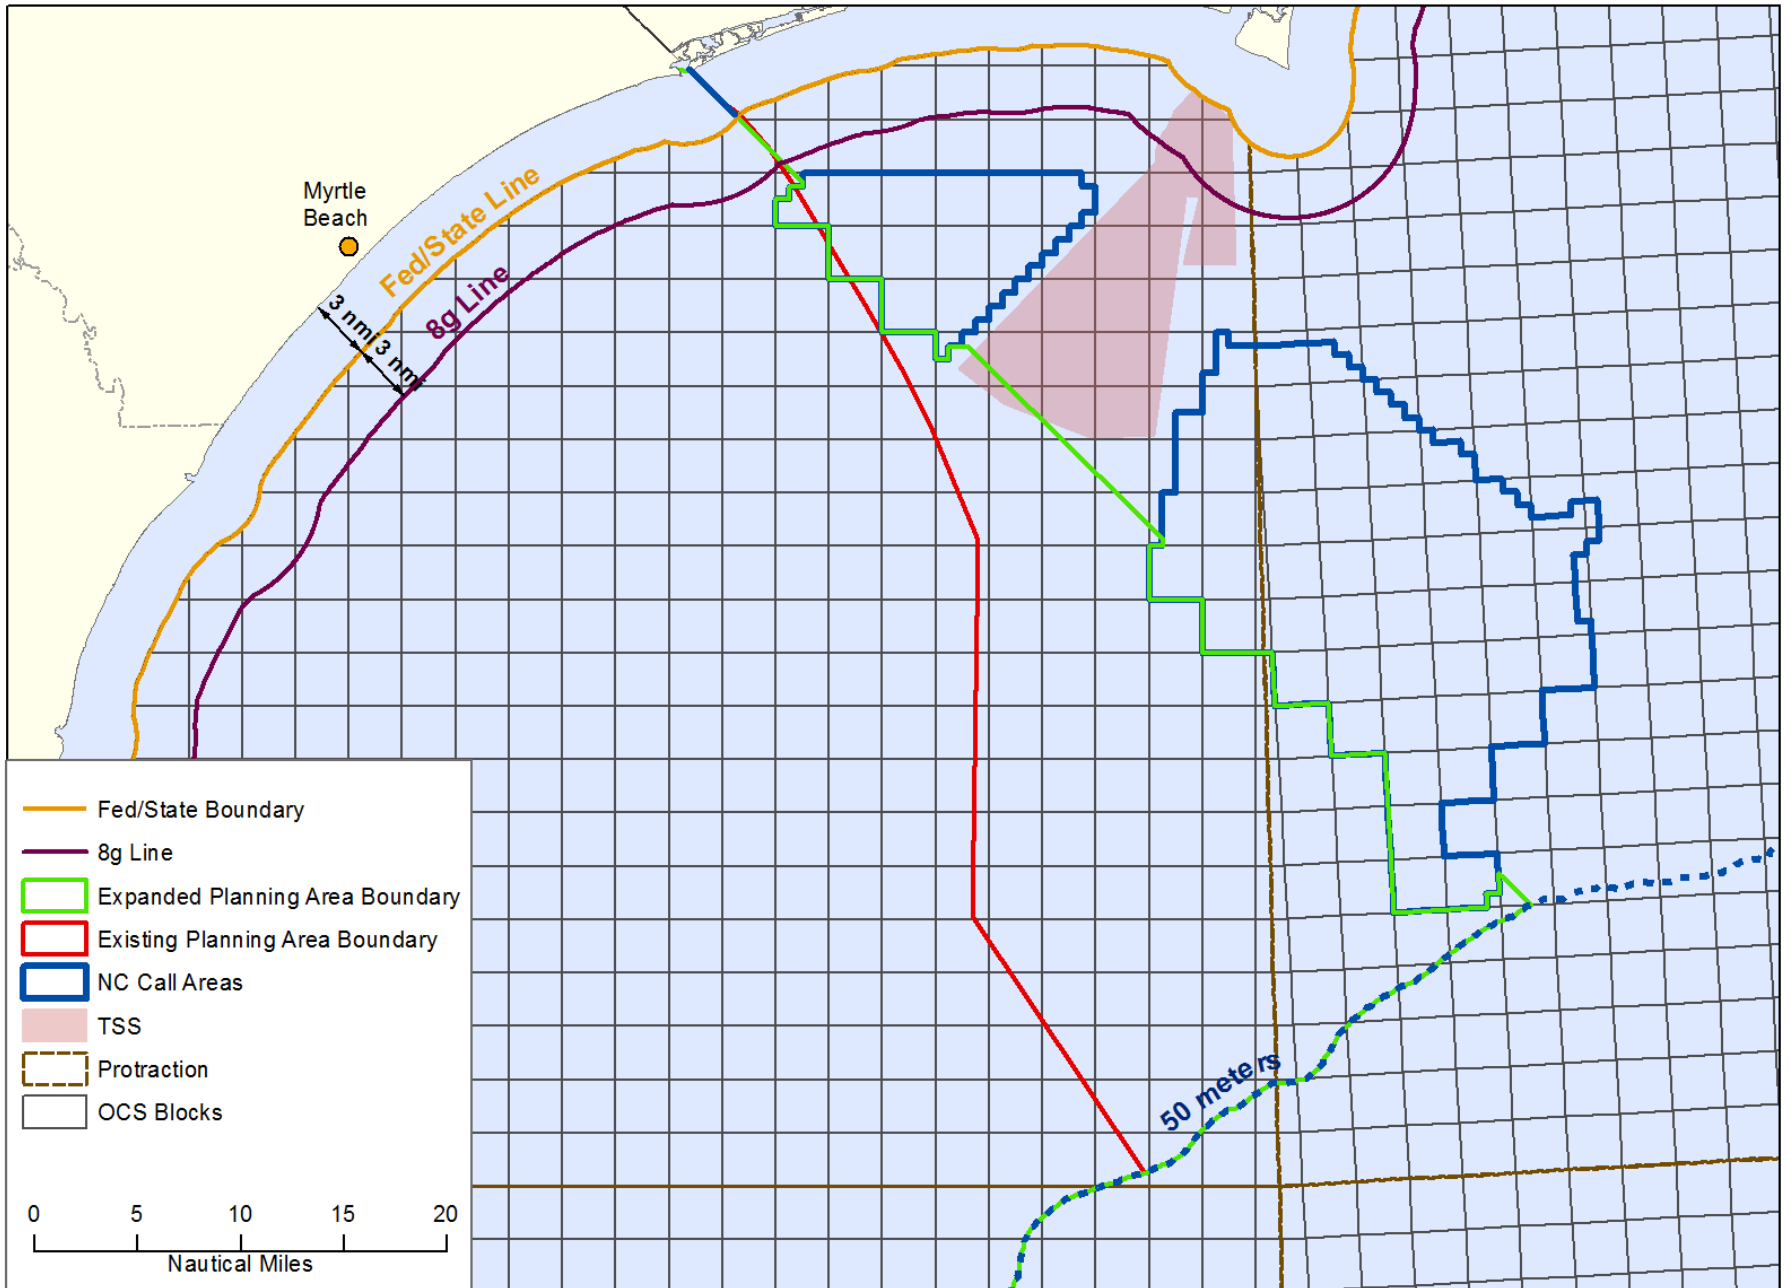 Myrtle
Beach
Fed/State Line
8g Line
3 nmi
3 nmi
50 meters
Fed/State Boundary
8g Line
Expanded Planning Area Boundary
Existing Planning Area Boundary
NC Call Areas
TSS
Protraction
OCS Blocks
0 5 10 15 20
Nautical Miles